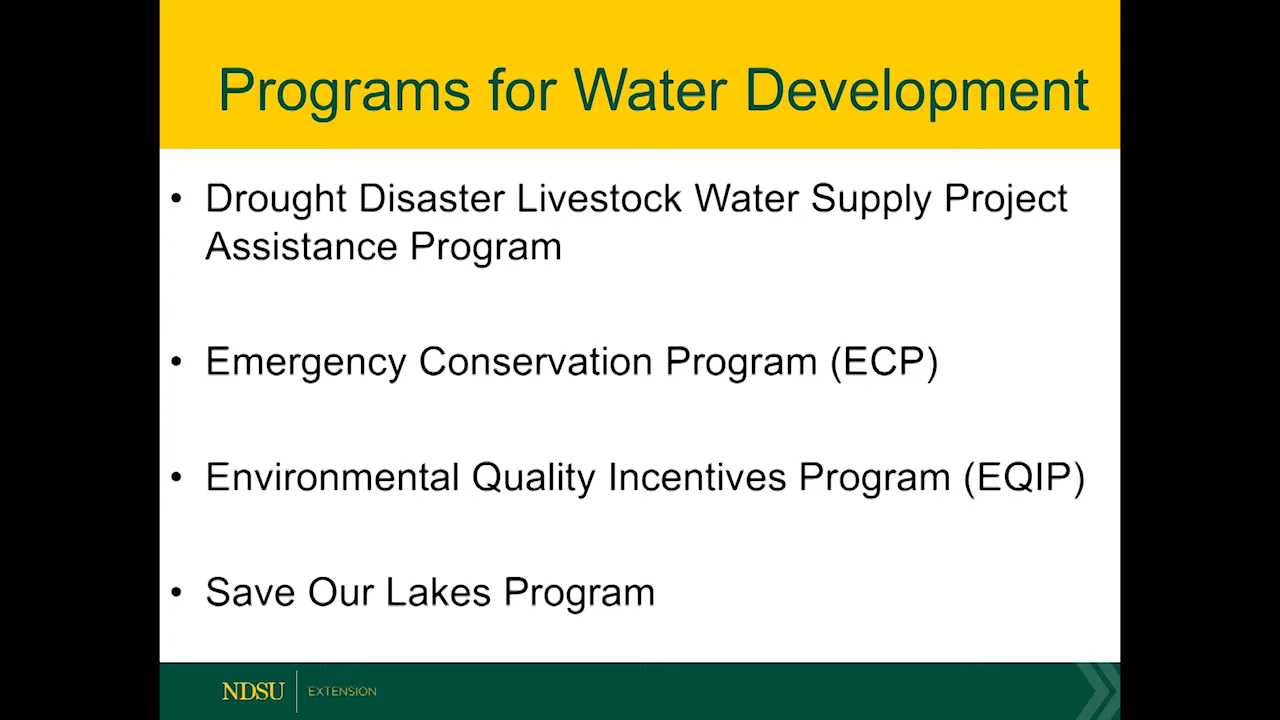 Programs for Water Development
• Drought Disaster Livestock Water Supply Project
Assistance Program
• Emergency Conservation Program (ECP)
• Environmental Quality Incentives Program (EQIP)
• Save Our Lakes Program
NDSU EXTENSION